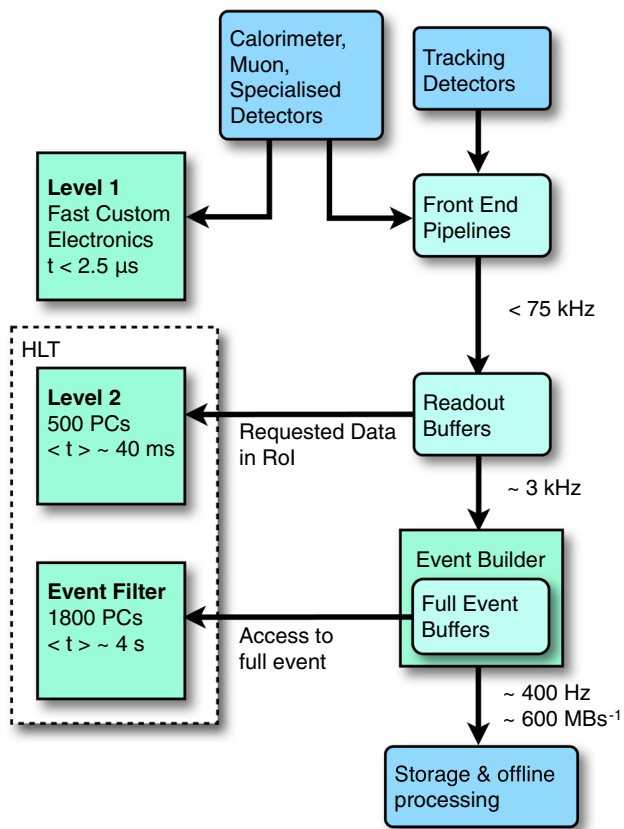 Calorimeter,
Muon,
Specialised
Detectors
Tracking
Detectors
Level 1
Fast Custom
Electronics
t < 2.5 µs
Front End
Pipelines
< 75 kHz
HLT
Level 2
500 PCs
< t > ~ 40 ms
Requested Data
in RoI
Readout
Buffers
~ 3 kHz
Event Builder
Full Event
Buffers
Event Filter
1800 PCs
< t > ~ 4 s
Access to
full event
~ 400 Hz
~ 600 MBs⁻¹
Storage & offline
processing